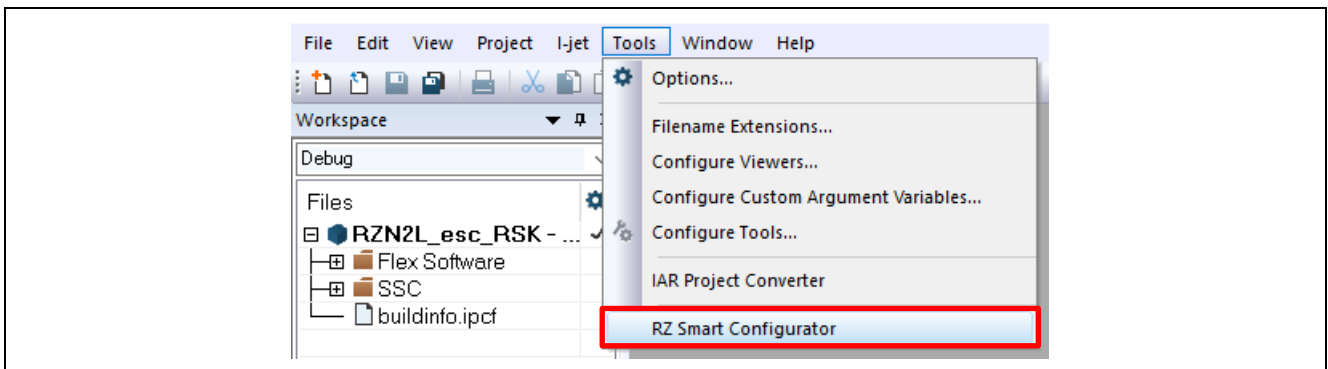 File Edit View Project I-jet Tools Window Help
Options...
Workspace
Filename Extensions...
Debug
Configure Viewers...
Files
Configure Custom Argument Variables...
RZN2L_esc_RSK - ...
Configure Tools...
Flex Software
SSC
IAR Project Converter
buildinfo.ipcf
RZ Smart Configurator